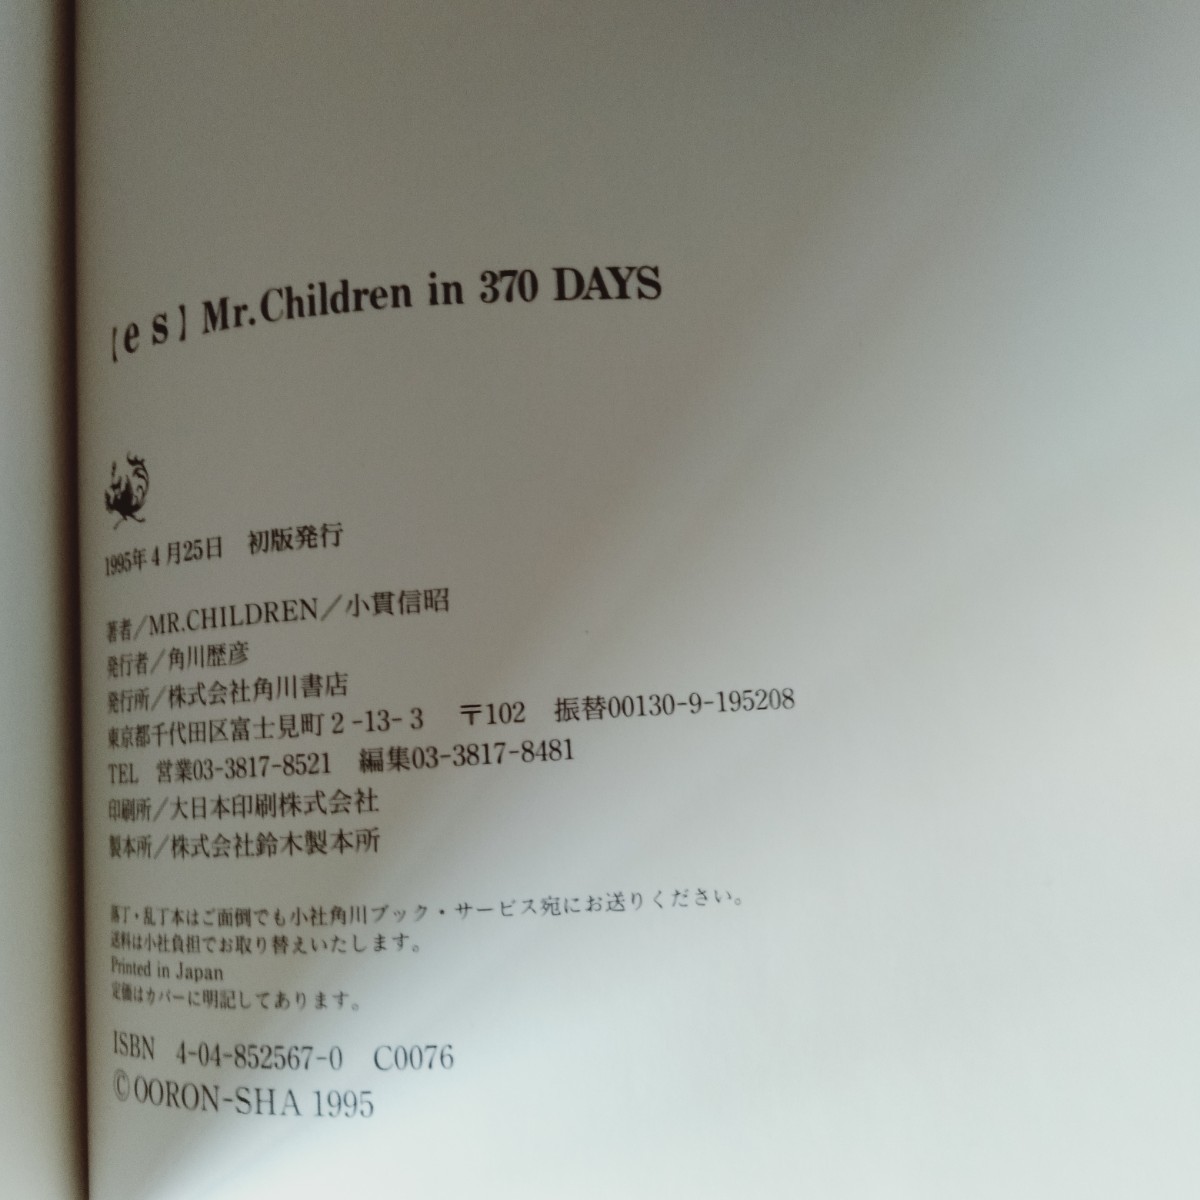 【es】Mr.Children in 370 DAYS
1995年4月25日　初版発行
著者／MR.CHILDREN／小貫信昭
発行者／角川歴彦
発行所／株式会社角川書店
東京都千代田区富士見町2-13-3　〒102　振替00130-9-195208
TEL　営業03-3817-8521　編集03-3817-8481
印刷所／大日本印刷株式会社
製本所／株式会社鈴木製本所
落丁・乱丁本はご面倒でも小社角川ブック・サービス宛にお送りください。
送料は小社負担でお取り替えいたします。
Printed in Japan
定価はカバーに明記してあります。
ISBN　4-04-852567-0　C0076
©OORON-SHA 1995